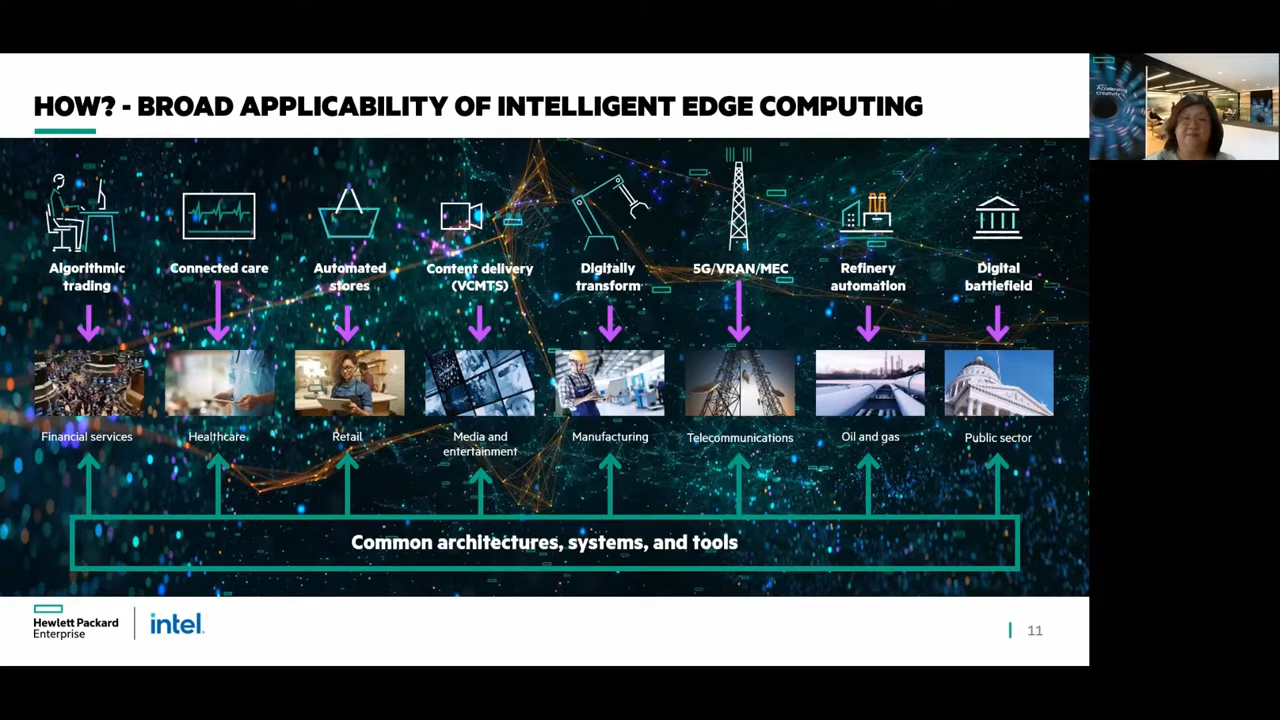 HOW? - BROAD APPLICABILITY OF INTELLIGENT EDGE COMPUTING
Accelerating
creativity
Algorithmic
trading
Connected care
Automated
stores
Content delivery
(VCMTS)
Digitally
transform
5G/VRAN/MEC
Refinery
automation
Digital
battlefield
Financial services
Healthcare
Retail
Media and
entertainment
Manufacturing
Telecommunications
Oil and gas
Public sector
Common architectures, systems, and tools
Hewlett Packard
Enterprise
intel.
11